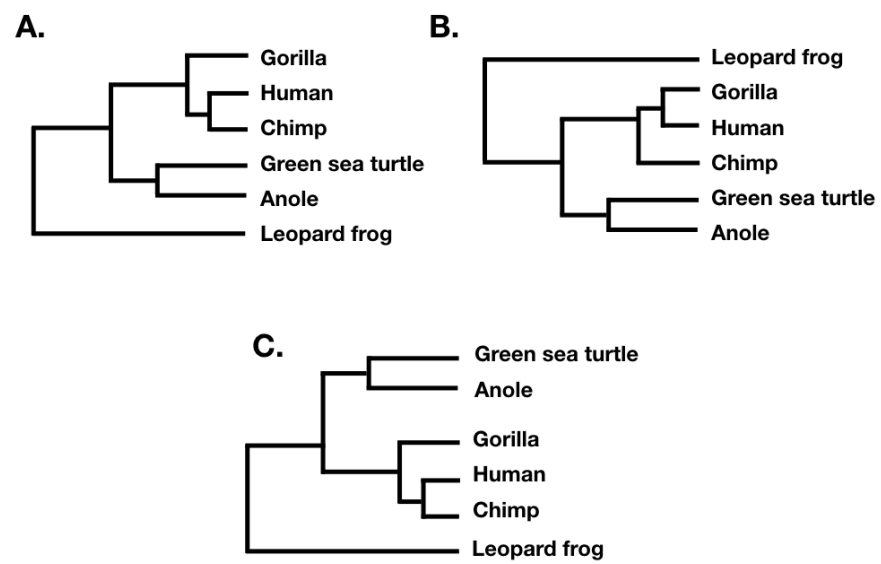 A.
Gorilla
Human
Chimp
Green sea turtle
Anole
Leopard frog
B.
Leopard frog
Gorilla
Human
Chimp
Green sea turtle
Anole
C.
Green sea turtle
Anole
Gorilla
Human
Chimp
Leopard frog